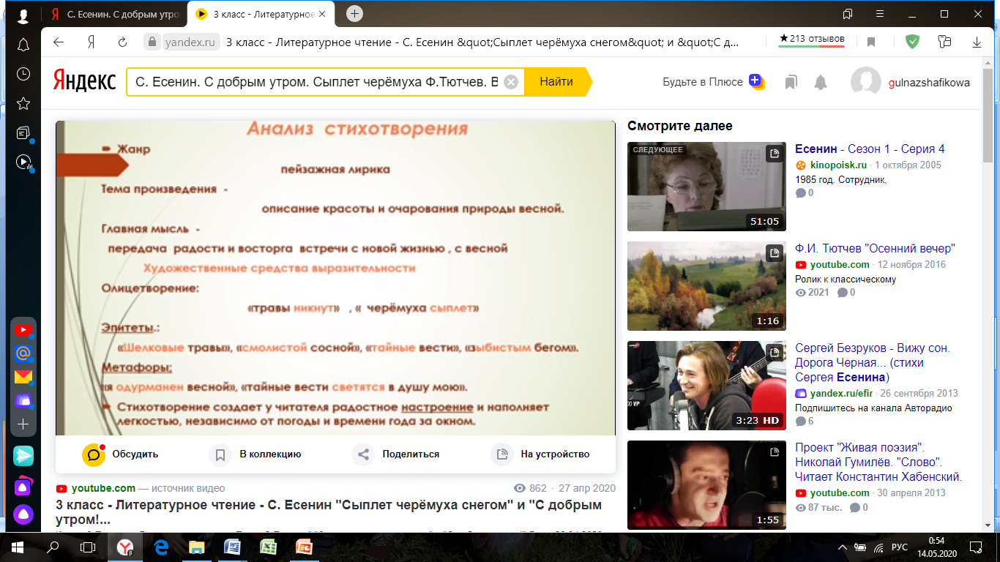 С. Есенин. С добрым утро
3 класс - Литературное
yandex.ru
3 класс - Литературное чтение - С. Есенин &quot;Сыплет черёмуха снегом&quot; и &quot;С д...
213 отзывов
Яндекс
С. Есенин. С добрым утром. Сыплет черёмуха Ф.Тютчев. В
Найти
Будьте в Плюсе
gulnazshafikowa
Анализ стихотворения
Жанр
пейзажная лирика
Тема произведения -
описание красоты и очарования природы весной.
Главная мысль -
передача радости и восторга встречи с новой жизнью , с весной
Художественные средства выразительности
Олицетворение:
«травы никнут» , « черёмуха сыплет»
Эпитеты.:
«Шелковые травы», «смолистой сосной», «тайные вести», «зыбистым бегом».
Метафоры:
«я одурманен весной», «тайные вести светятся в душу мою».
Стихотворение создает у читателя радостное настроение и наполняет
легкостью, независимо от погоды и времени года за окном.
Обсудить
В коллекцию
Поделиться
На устройство
youtube.com — источник видео
862 · 27 апр 2020
3 класс - Литературное чтение - С. Есенин "Сыплет черёмуха снегом" и "С добрым
утром!...
Смотрите далее
СЛЕДУЮЩЕЕ
51:05
Есенин - Сезон 1 - Серия 4
kinopoisk.ru · 1 октября 2005
1985 год. Сотрудник,
0
1:16
Ф.И. Тютчев "Осенний вечер"
youtube.com · 12 ноября 2016
Ролик к классическому
2021 0
3:23 HD
Сергей Безруков - Вижу сон.
Дорога Черная... (стихи
Сергея Есенина)
yandex.ru/efir · 26 сентября 2013
Подпишитесь на канала Авторадио
6
1:55
Проект "Живая поэзия".
Николай Гумилёв. "Слово".
Читает Константин Хабенский.
youtube.com · 30 апреля 2013
87 тыс. 0
РУС
0:54
14.05.2020